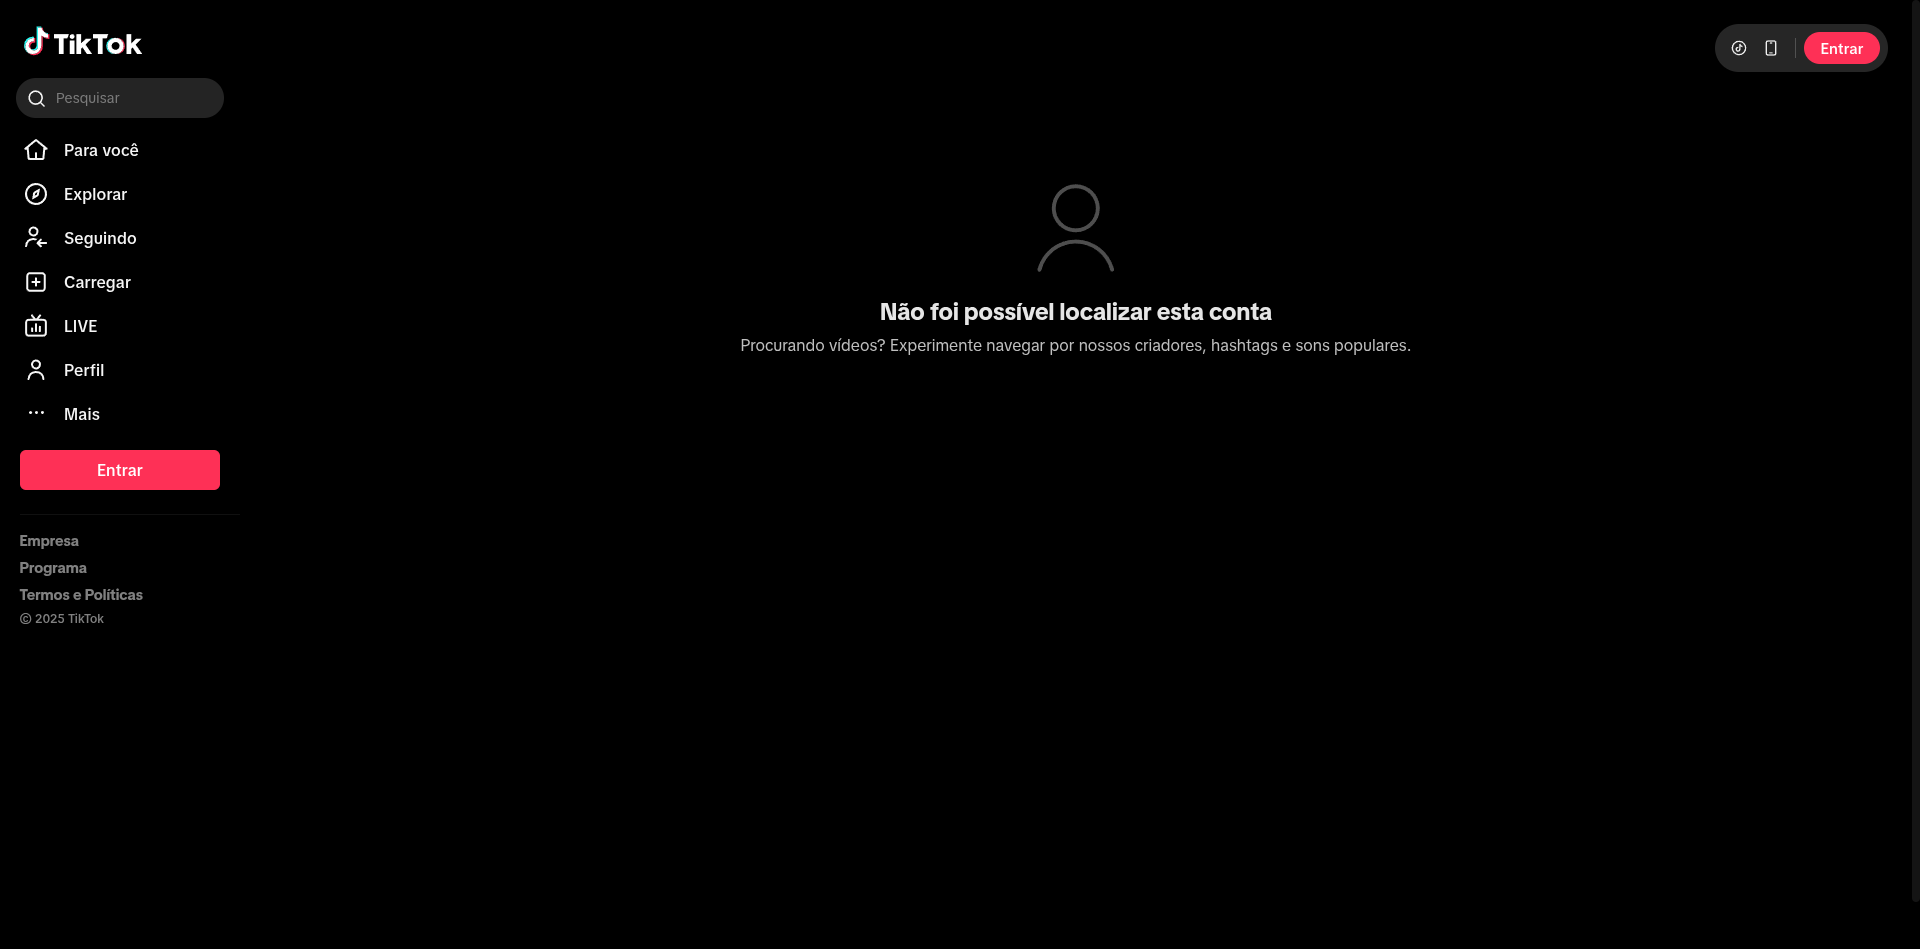 TikTok
Entrar
Pesquisar
Para você
Explorar
Seguindo
Carregar
LIVE
Perfil
Mais
Entrar
Empresa
Programa
Termos e Políticas
© 2025 TikTok
Não foi possível localizar esta conta
Procurando vídeos? Experimente navegar por nossos criadores, hashtags e sons populares.